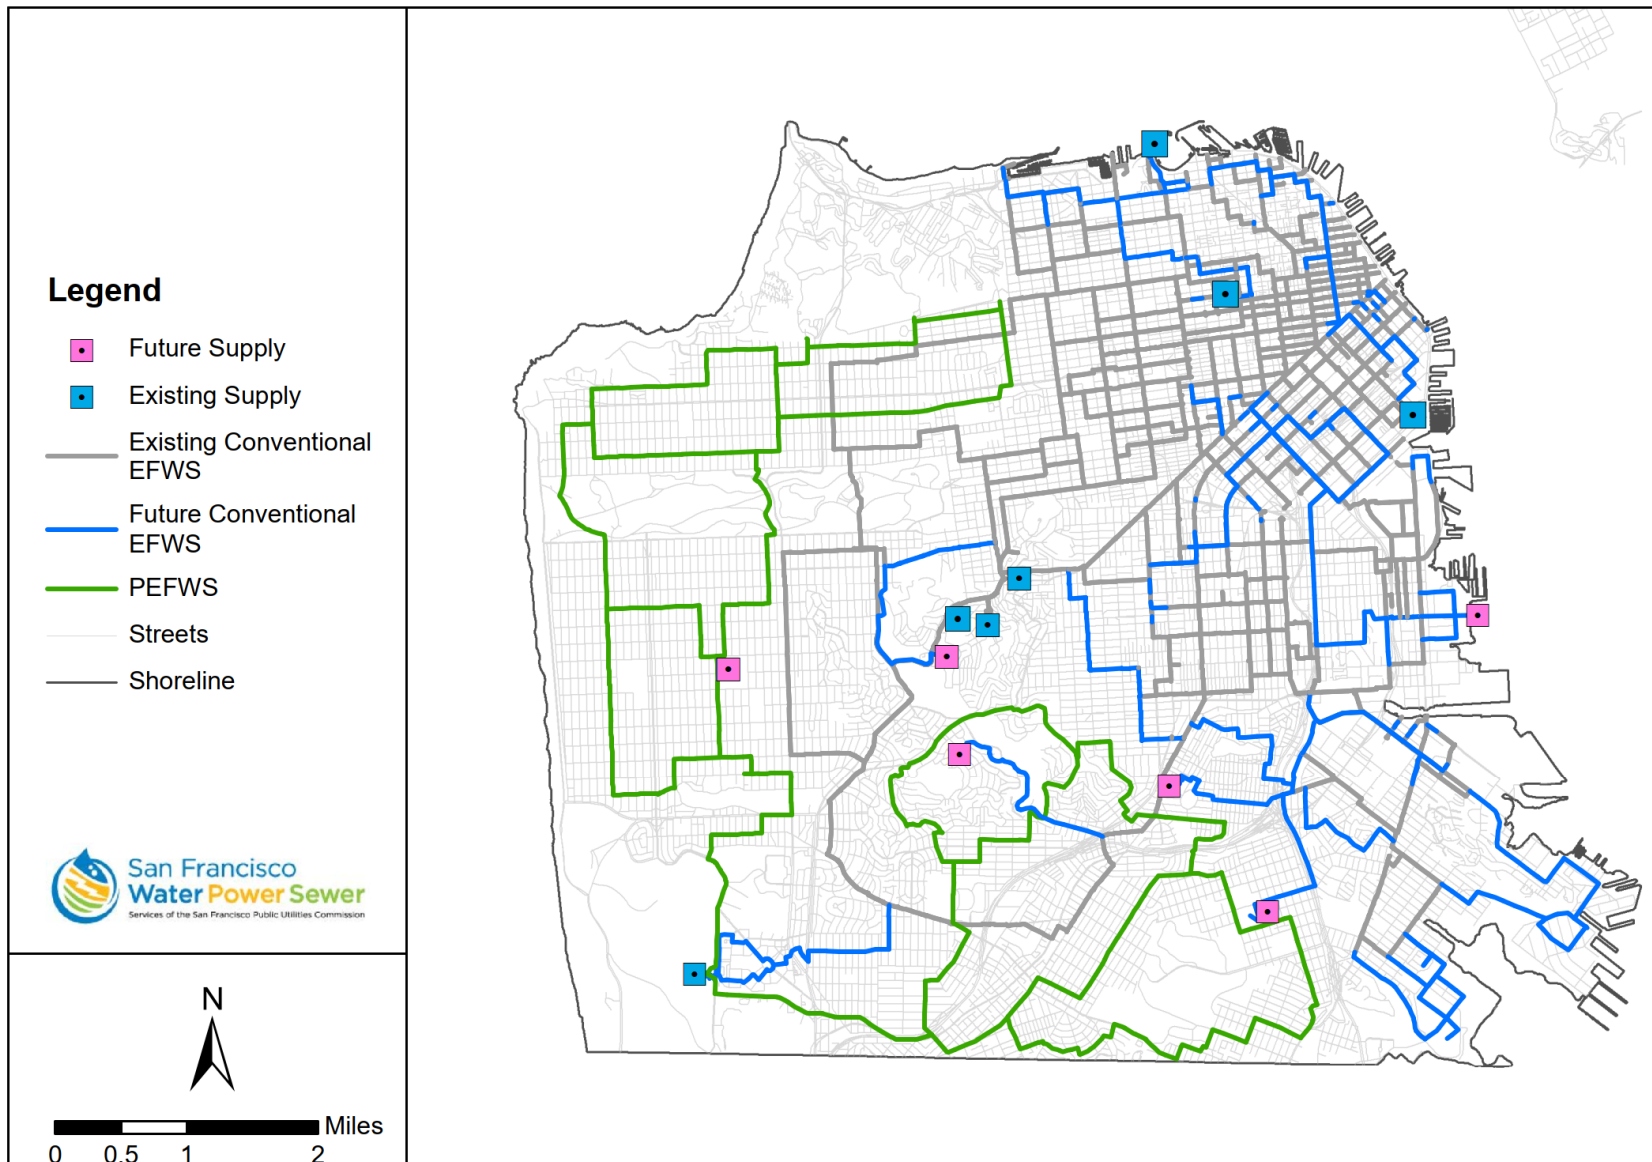 Legend
Future Supply
Existing Supply
Existing Conventional
EFWS
Future Conventional
EFWS
PEFWS
Streets
Shoreline
San Francisco
Water Power Sewer
Services of the San Francisco Public Utilities Commission
N
Miles
0 0.5 1 2